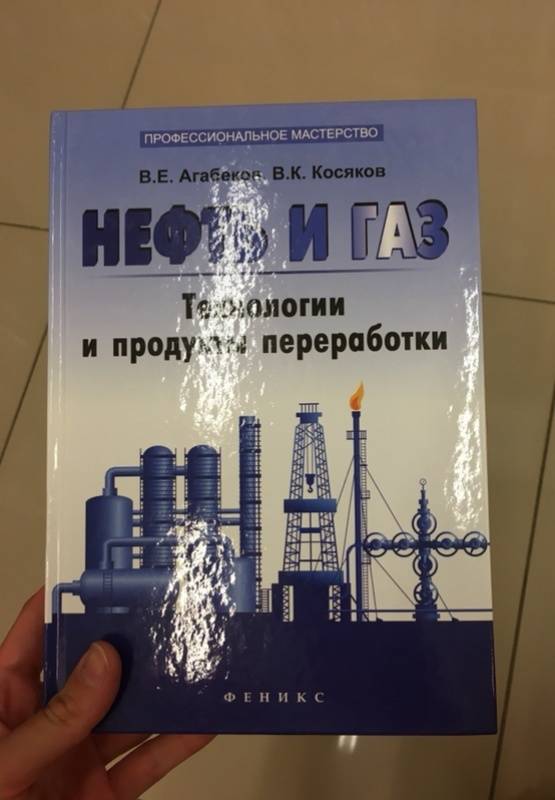 ПРОФЕССИОНАЛЬНОЕ МАСТЕРСТВО
В.Е. Агабеков, В.К. Косяков
НЕФТЬ И ГАЗ
Технологии
и продукты переработки
ФЕНИКС